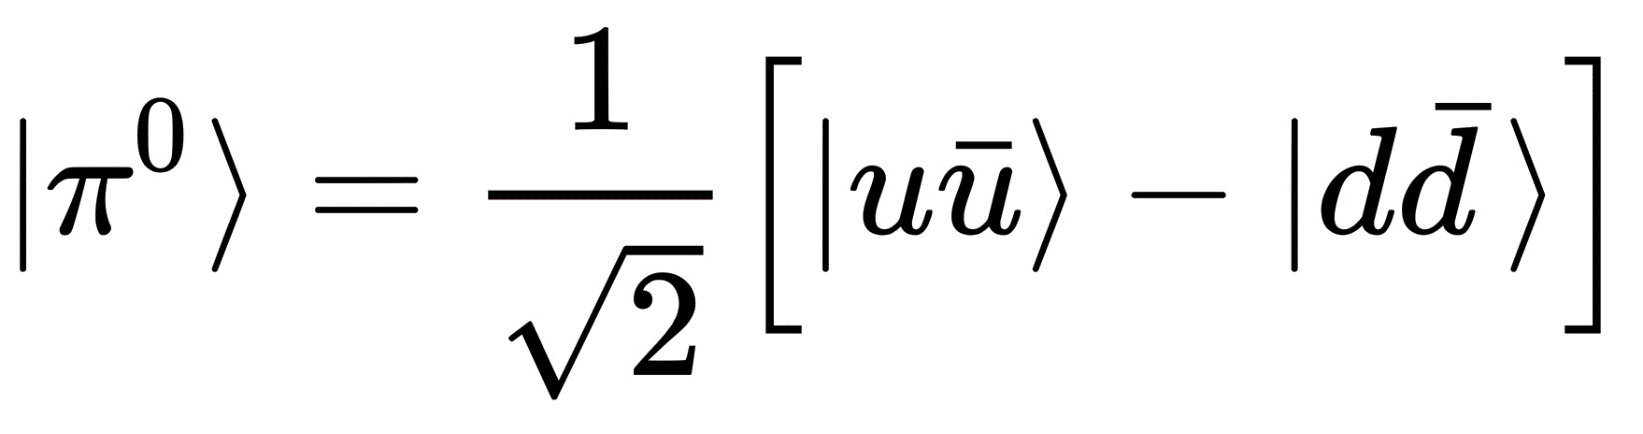 |π⁰⟩ = 1/√2 [|uū⟩ − |dd̄⟩]